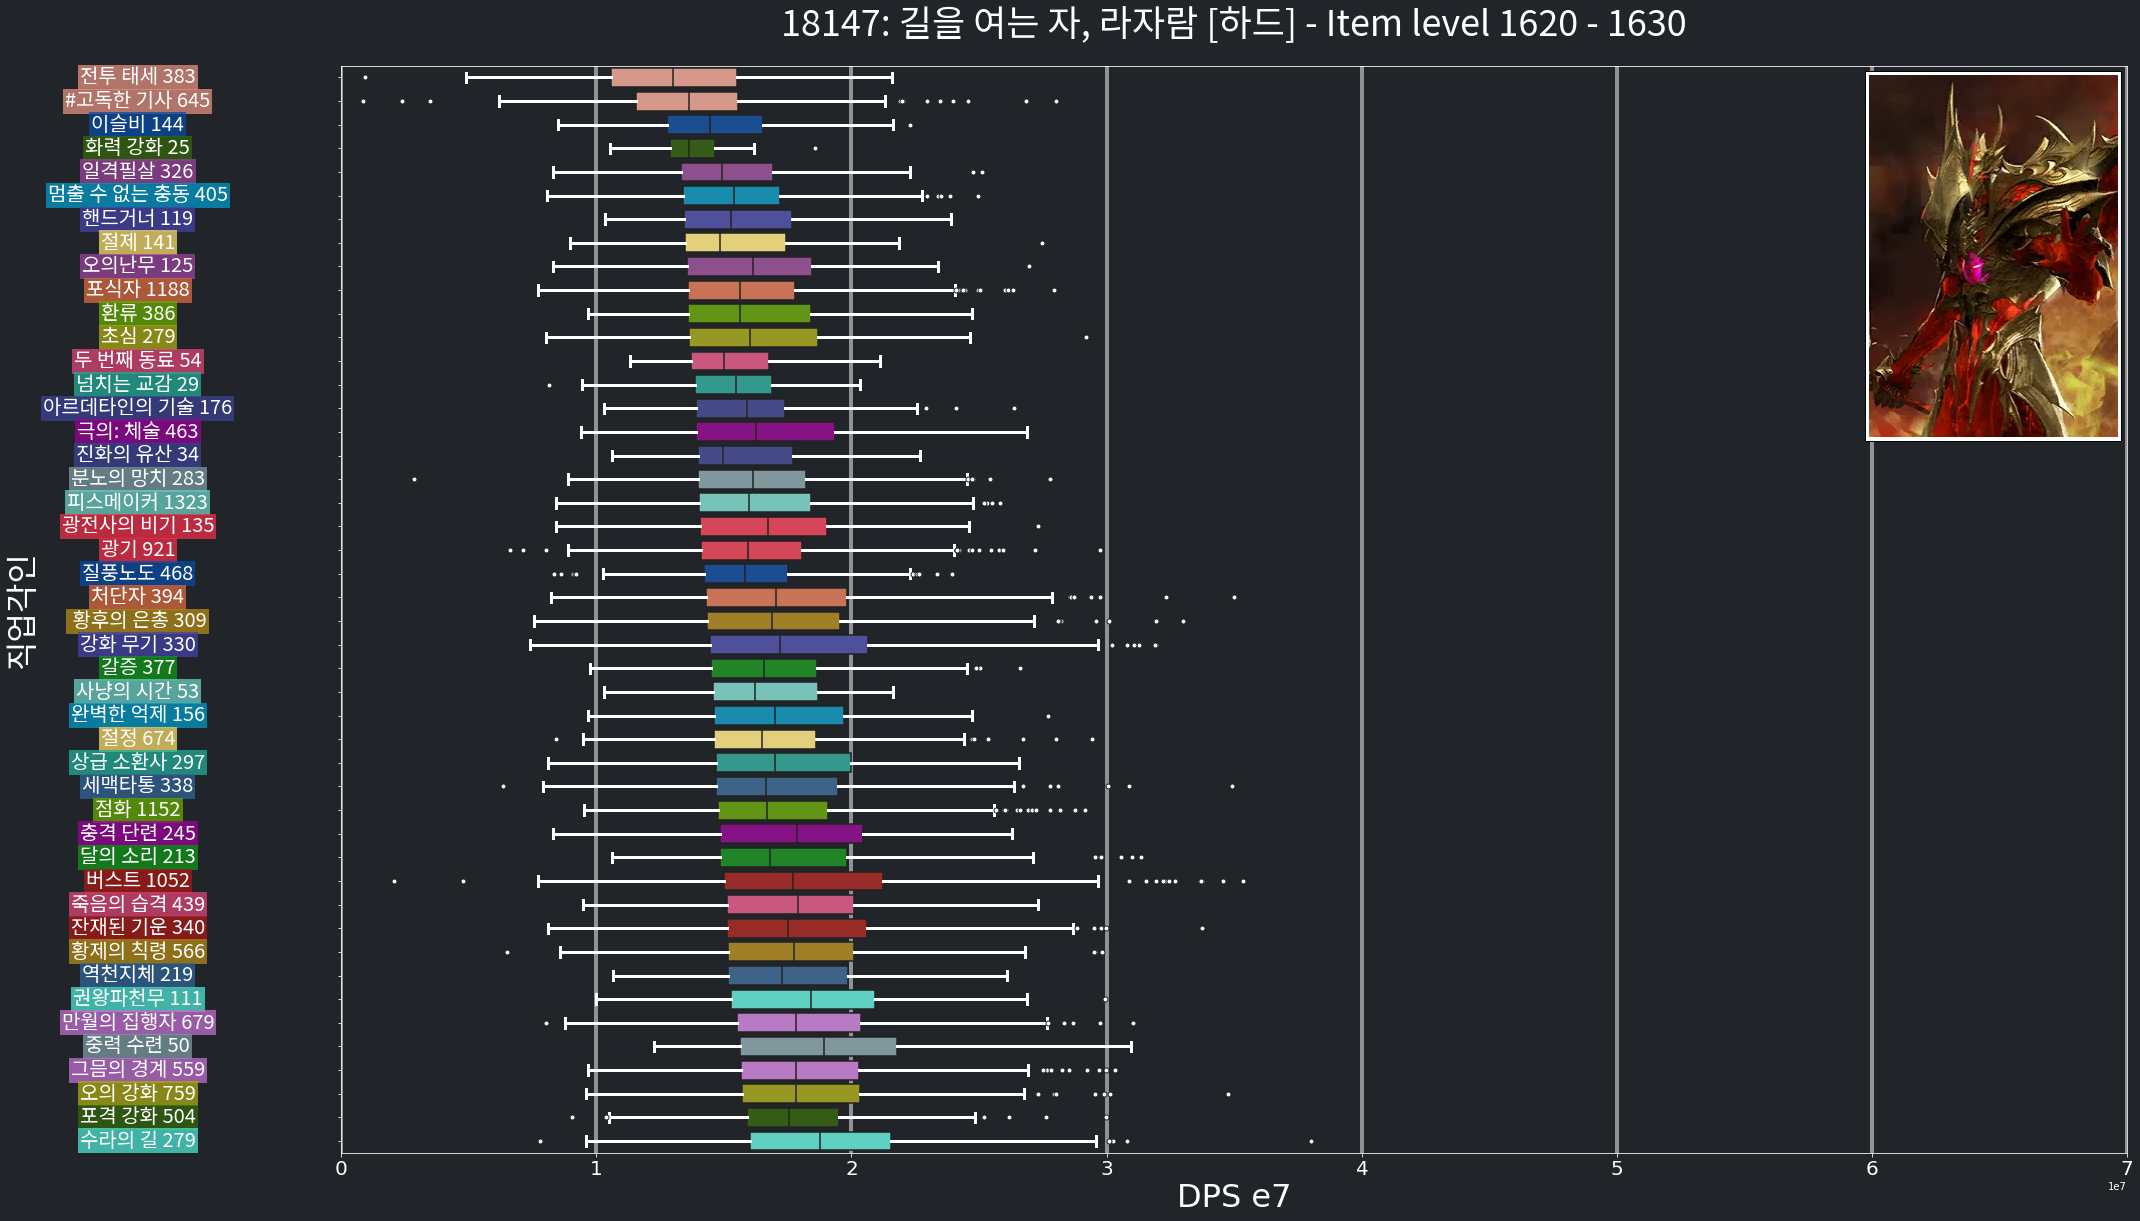 18147: 길을 여는 자, 라자람 [하드] - Item level 1620 - 1630
전투 태세 383
#고독한 기사 645
이슬비 144
화력 강화 25
일격필살 326
멈출 수 없는 충동 405
핸드거너 119
절제 141
오의난무 125
포식자 1188
환류 386
초심 279
두 번째 동료 54
넘치는 교감 29
아르데타인의 기술 176
극의: 체술 463
진화의 유산 34
분노의 망치 283
피스메이커 1323
광전사의 비기 135
광기 921
질풍노도 468
처단자 394
황후의 은총 309
강화 무기 330
갈증 377
사냥의 시간 53
완벽한 억제 156
절정 674
상급 소환사 297
세맥타통 338
점화 1152
충격 단련 245
달의 소리 213
버스트 1052
죽음의 습격 439
잔재된 기운 340
황제의 칙령 566
역천지체 219
권왕파천무 111
만월의 집행자 679
중력 수련 50
그믐의 경계 559
오의 강화 759
포격 강화 504
수라의 길 279
직업각인
0 1 2 3 4 5 6 7
1e7
DPS e7